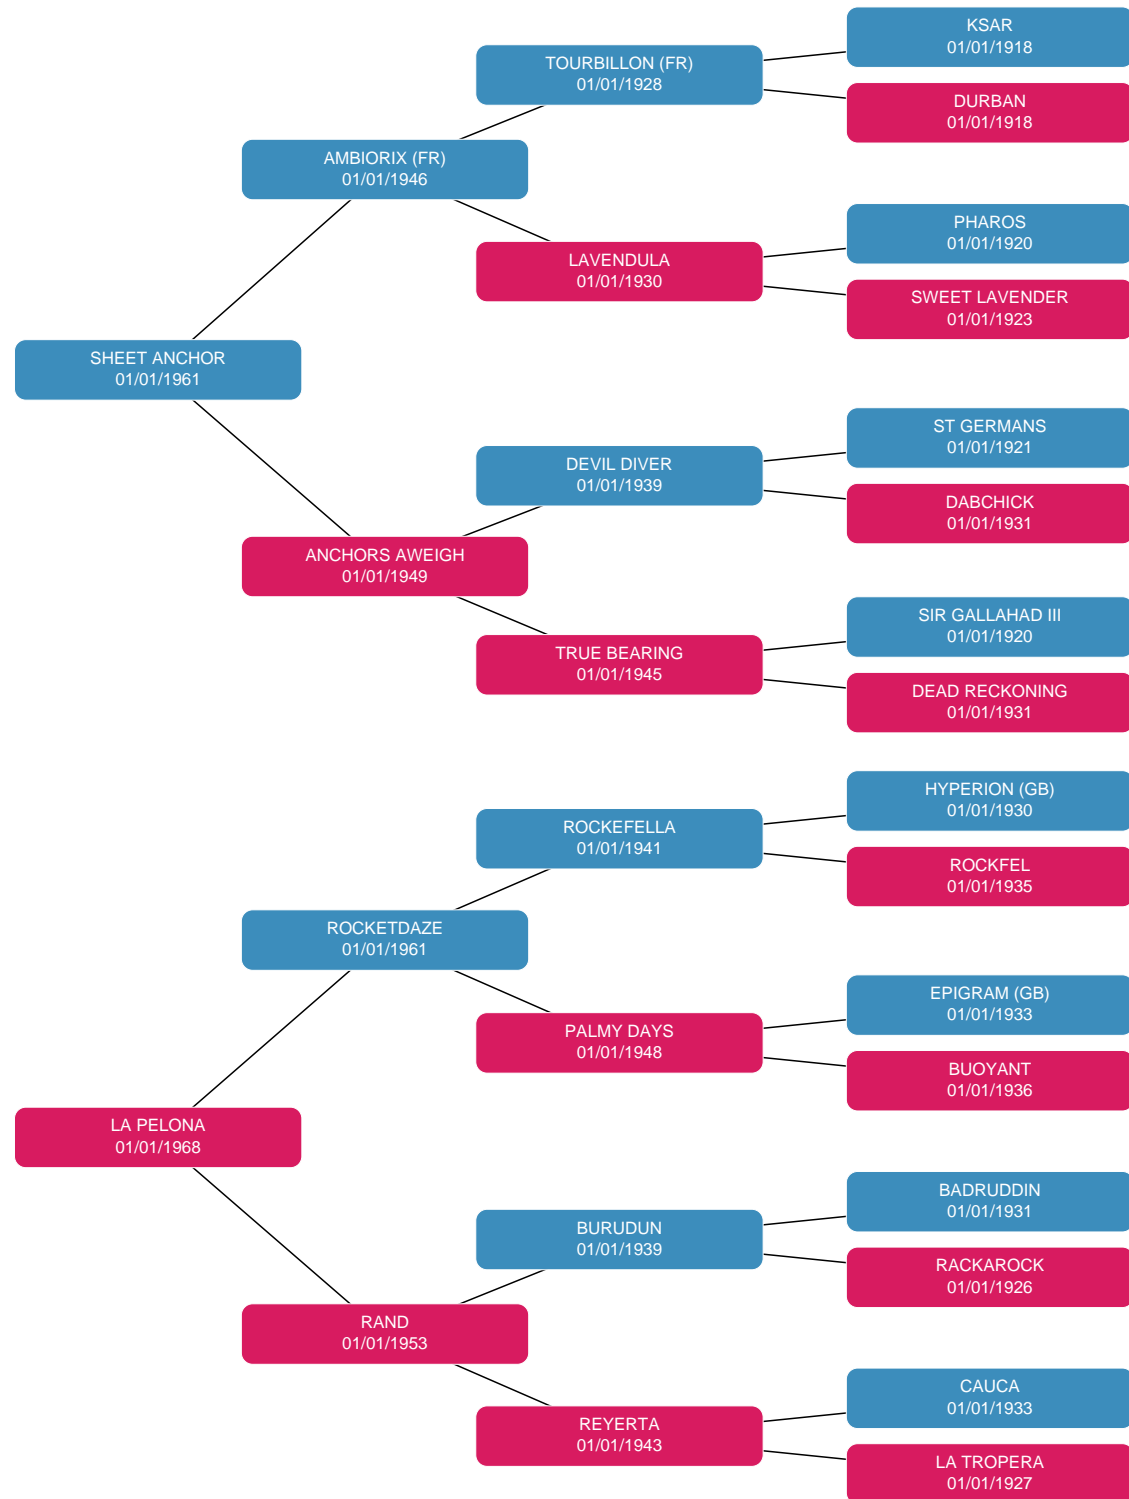 KSAR
01/01/1918
TOURBILLON (FR)
01/01/1928
DURBAN
01/01/1918
AMBIORIX (FR)
01/01/1946
PHAROS
01/01/1920
LAVENDULA
01/01/1930
SWEET LAVENDER
01/01/1923
SHEET ANCHOR
01/01/1961
ST GERMANS
01/01/1921
DEVIL DIVER
01/01/1939
DABCHICK
01/01/1931
ANCHORS AWEIGH
01/01/1949
SIR GALLAHAD III
01/01/1920
TRUE BEARING
01/01/1945
DEAD RECKONING
01/01/1931
HYPERION (GB)
01/01/1930
ROCKEFELLA
01/01/1941
ROCKFEL
01/01/1935
ROCKETDAZE
01/01/1961
EPIGRAM (GB)
01/01/1933
PALMY DAYS
01/01/1948
BUOYANT
01/01/1936
LA PELONA
01/01/1968
BADRUDDIN
01/01/1931
BURUDUN
01/01/1939
RACKAROCK
01/01/1926
RAND
01/01/1953
CAUCA
01/01/1933
REYERTA
01/01/1943
LA TROPERA
01/01/1927